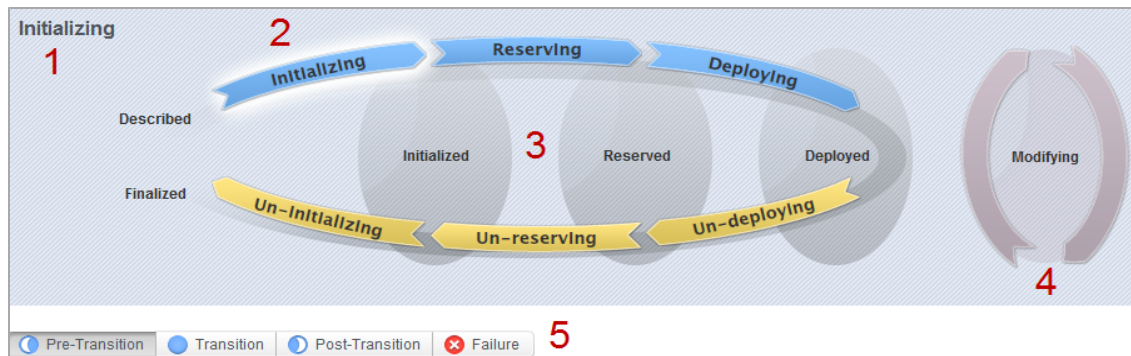 Initializing
1
2
Initializing
Reserving
Deploying
Described
3
Initialized
Reserved
Deployed
Modifying
Finalized
Un-initializing
Un-reserving
Un-deploying
4
Pre-Transition
Transition
Post-Transition
Failure
5